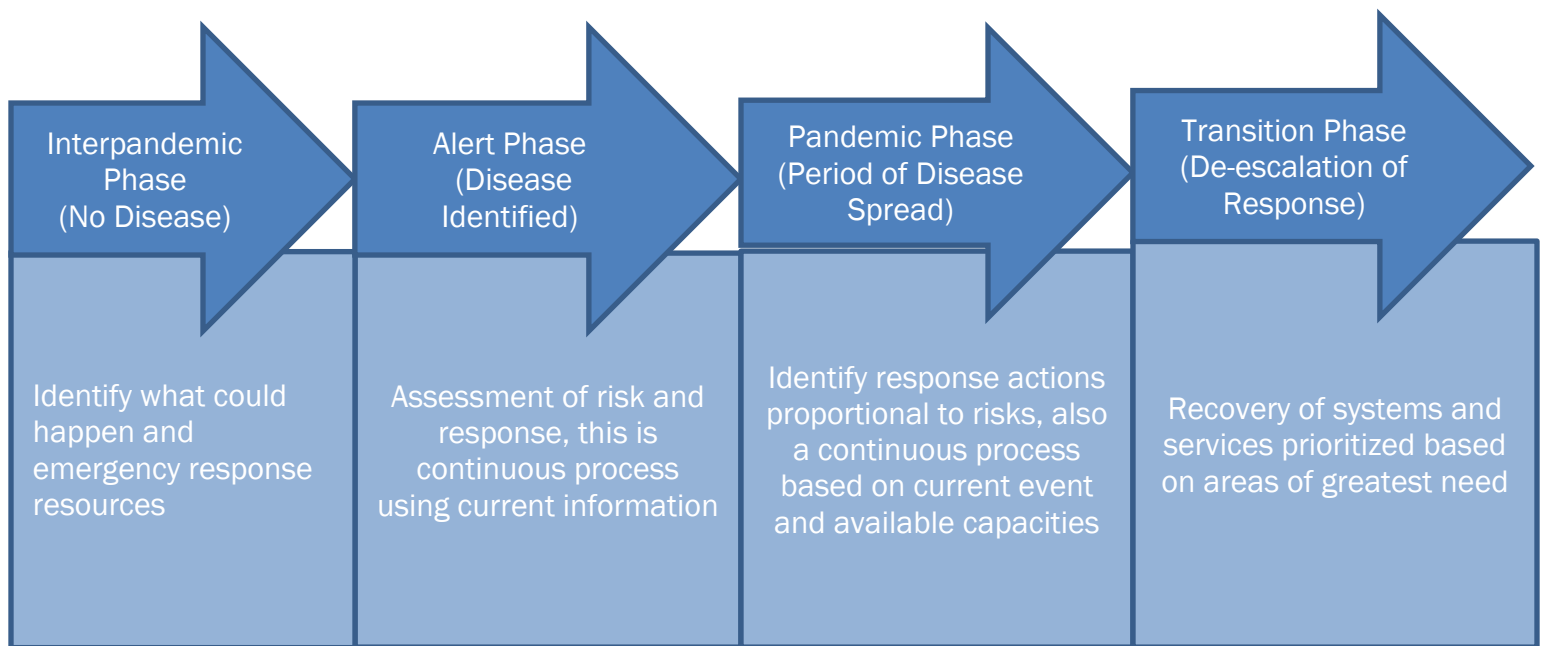 Interpandemic
Phase
(No Disease)
Alert Phase
(Disease
Identified)
Pandemic Phase
(Period of Disease
Spread)
Transition Phase
(De-escalation of
Response)
Identify what could
happen and
emergency response
resources
Assessment of risk and
response, this is
continuous process
using current information
Identify response actions
proportional to risks, also
a continuous process
based on current event
and available capacities
Recovery of systems and
services prioritized based
on areas of greatest need